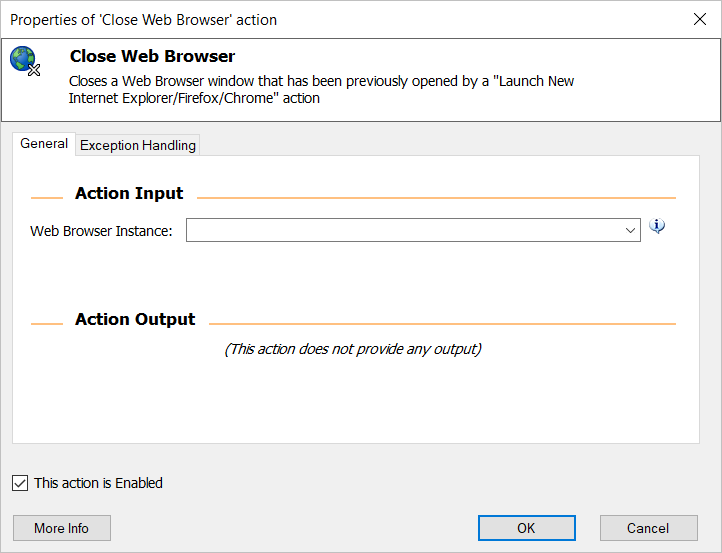 Properties of 'Close Web Browser' action
Close Web Browser
Closes a Web Browser window that has been previously opened by a "Launch New
Internet Explorer/Firefox/Chrome" action
General
Exception Handling
Action Input
Web Browser Instance:
Action Output
(This action does not provide any output)
This action is Enabled
More Info
OK
Cancel